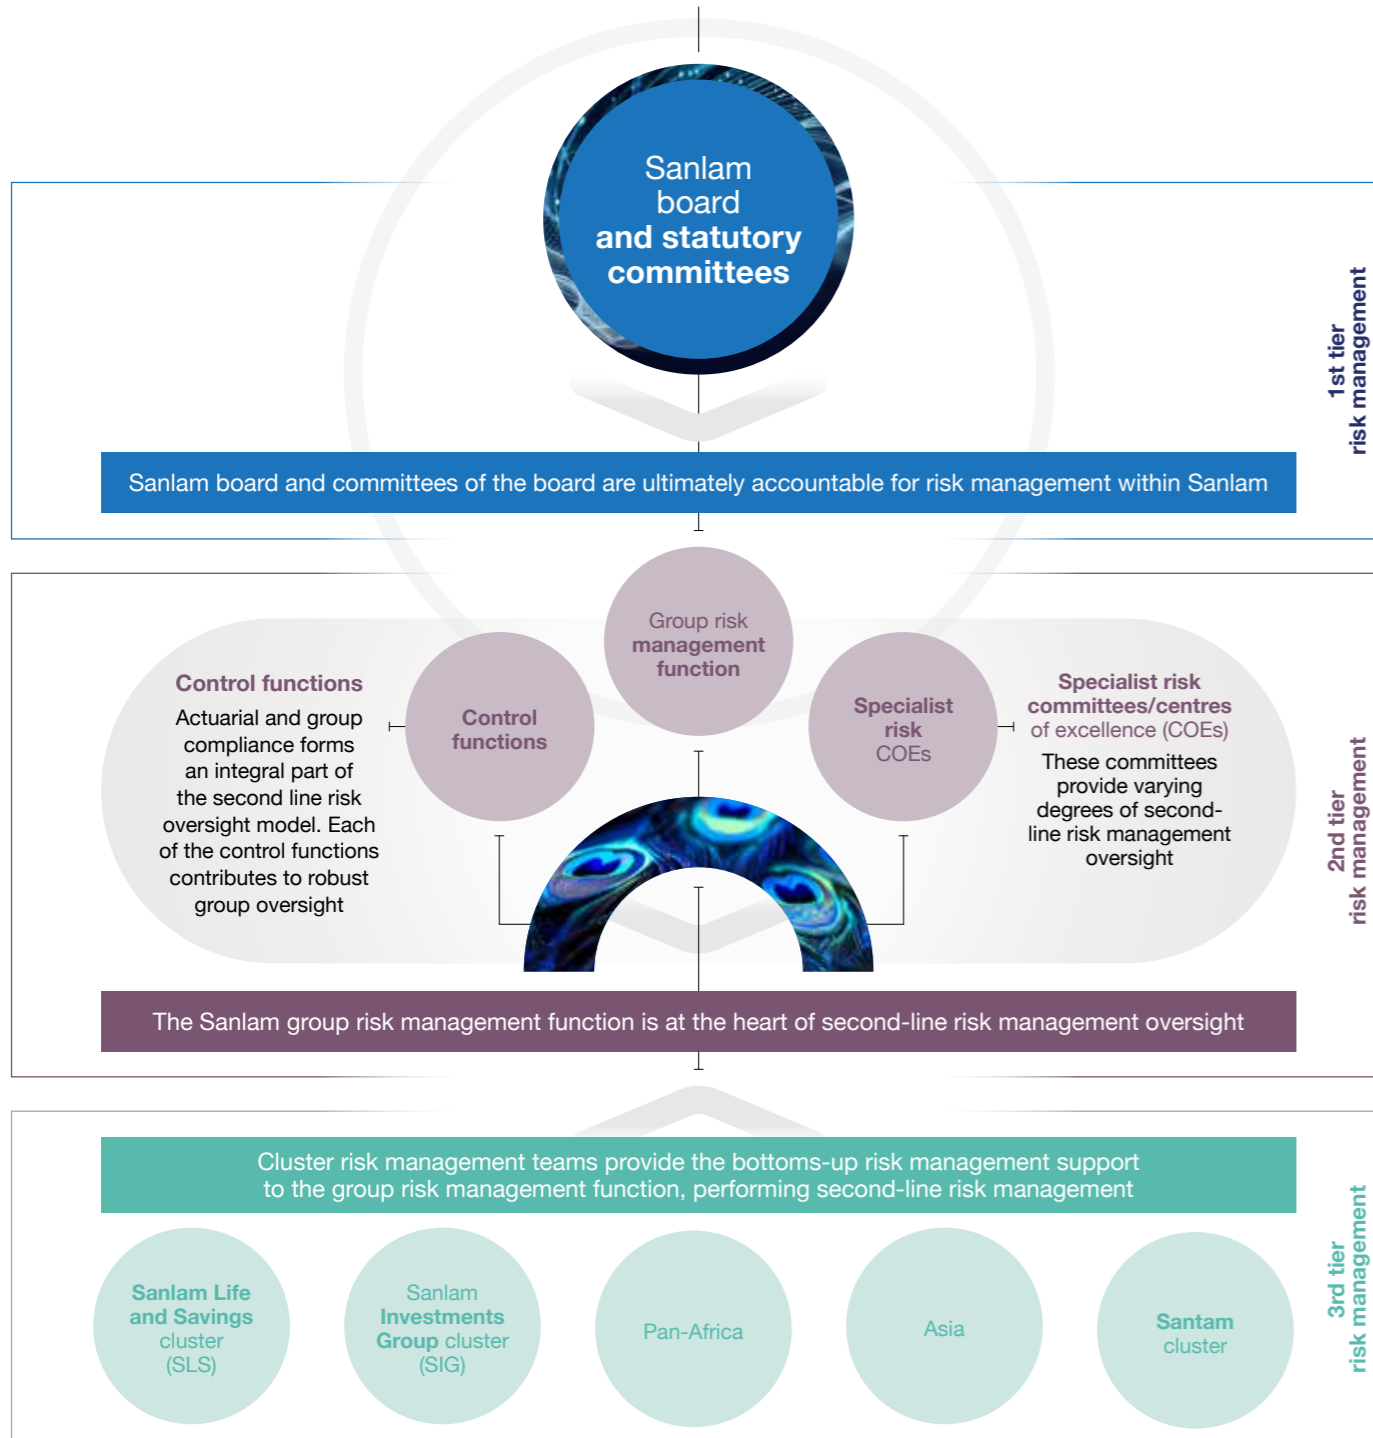 Sanlam
board
and statutory
committees
1st tier
risk management
Sanlam board and committees of the board are ultimately accountable for risk management within Sanlam
Group risk
management
function
Control functions
Actuarial and group
compliance forms
an integral part of
the second line risk
oversight model. Each
of the control functions
contributes to robust
group oversight
Control
functions
Specialist
risk
COEs
Specialist risk
committees/centres
of excellence (COEs)
These committees
provide varying
degrees of second-
line risk management
oversight
2nd tier
risk management
The Sanlam group risk management function is at the heart of second-line risk management oversight
Cluster risk management teams provide the bottoms-up risk management support
to the group risk management function, performing second-line risk management
3rd tier
risk management
Sanlam Life
and Savings
cluster
(SLS)
Sanlam
Investments
Group cluster
(SIG)
Pan-Africa
Asia
Santam
cluster